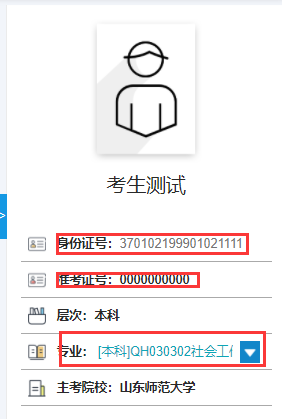 考生测试
>
身份证号：370102199901021111
准考证号：0000000000
层次：本科
专业：[本科]QH030302社会工
主考院校：山东师范大学